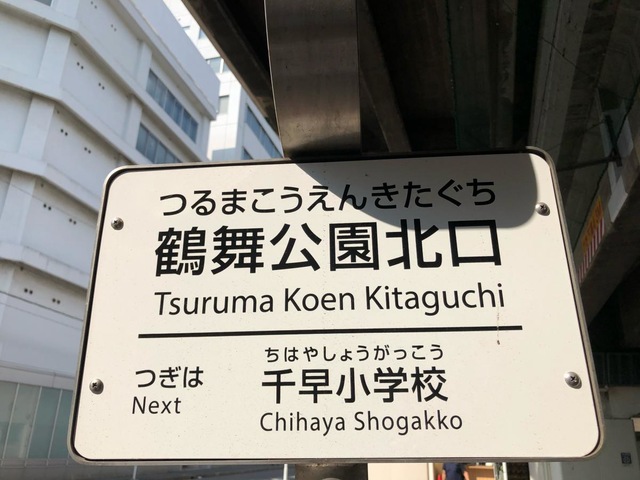 つるまこうえんきたぐち
鶴舞公園北口
Tsuruma Koen Kitaguchi
ちはやしょうがっこう
つぎは 千早小学校
Next Chihaya Shogakko